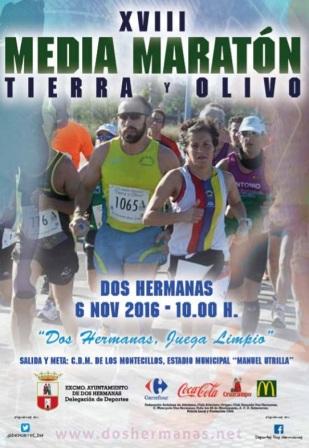 XVIII
MEDIA MARATÓN
TIERRA Y OLIVO
1065
ANTONIO
DOS HERMANAS
6 NOV 2016 - 10.00 H.
"Dos Hermanas, Juega Limpio"
SALIDA Y META: C.D.M. DE LOS MONTECILLOS, ESTADIO MUNICIPAL "MANUEL UTRILLA"
EXCMO. AYUNTAMIENTO
DE DOS HERMANAS
Delegación de Deportes
Carrefour
Coca-Cola
Cruzcampo
M
www.doshermanas.net